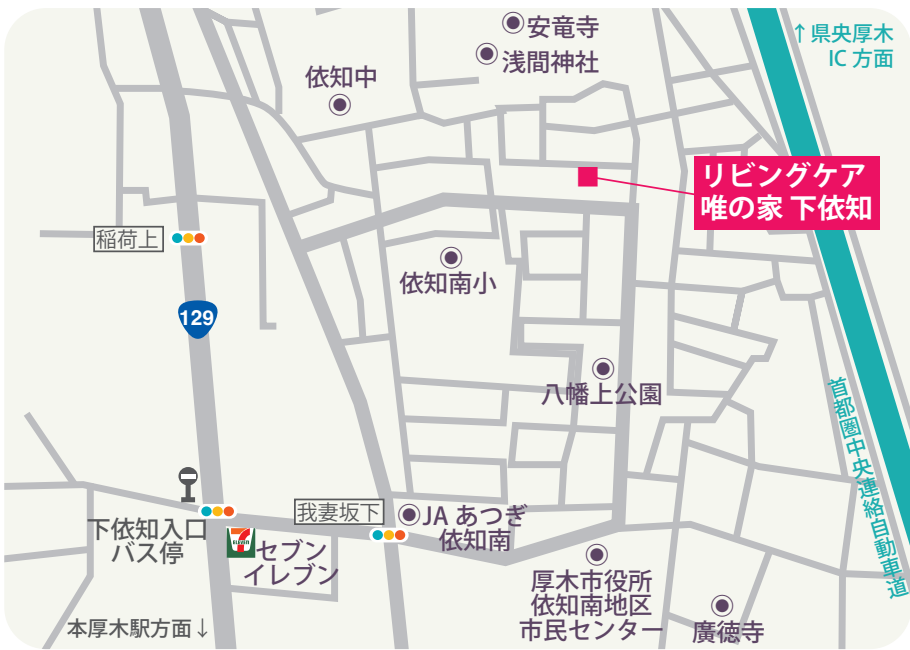 安竜寺
浅間神社
↑県央厚木
IC 方面
依知中
リビングケア
唯の家 下依知
稲荷上
依知南小
129
八幡上公園
首都圏中央連絡自動車道
我妻坂下
JA あつぎ
依知南
下依知入口
バス停
ELEVEN
セブン
イレブン
厚木市役所
依知南地区
市民センター
廣徳寺
本厚木駅方面↓